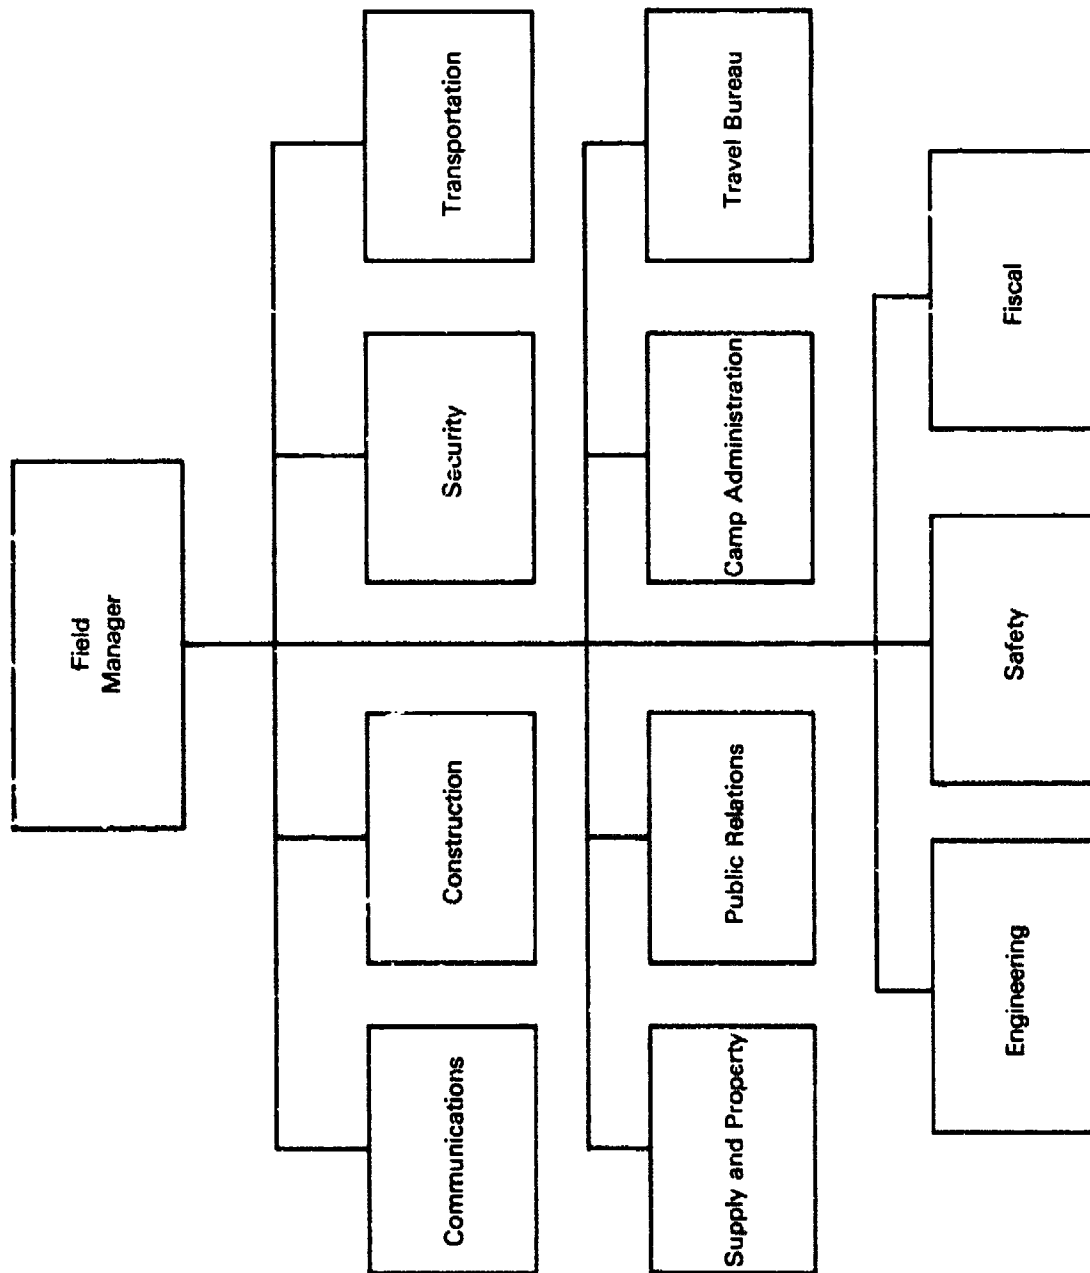 Field
Manager
Communications
Construction
Security
Transportation
Supply and Property
Public Relations
Camp Administration
Travel Bureau
Engineering
Safety
Fiscal